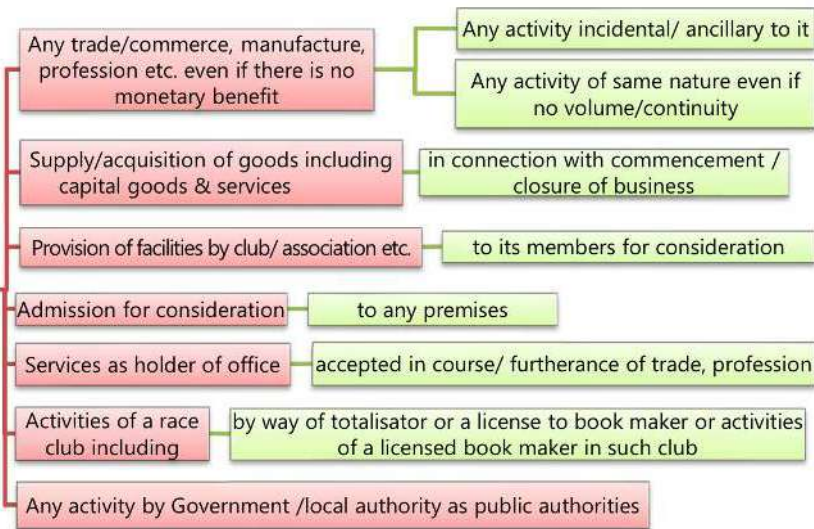 Any trade/commerce, manufacture,
profession etc. even if there is no
monetary benefit
Any activity incidental/ ancillary to it
Any activity of same nature even if
no volume/continuity
Supply/acquisition of goods including
capital goods & services
in connection with commencement /
closure of business
Provision of facilities by club/ association etc.
to its members for consideration
Admission for consideration
to any premises
Services as holder of office
accepted in course/ furtherance of trade, profession
Activities of a race
club including
by way of totalisator or a license to book maker or activities
of a licensed book maker in such club
Any activity by Government /local authority as public authorities